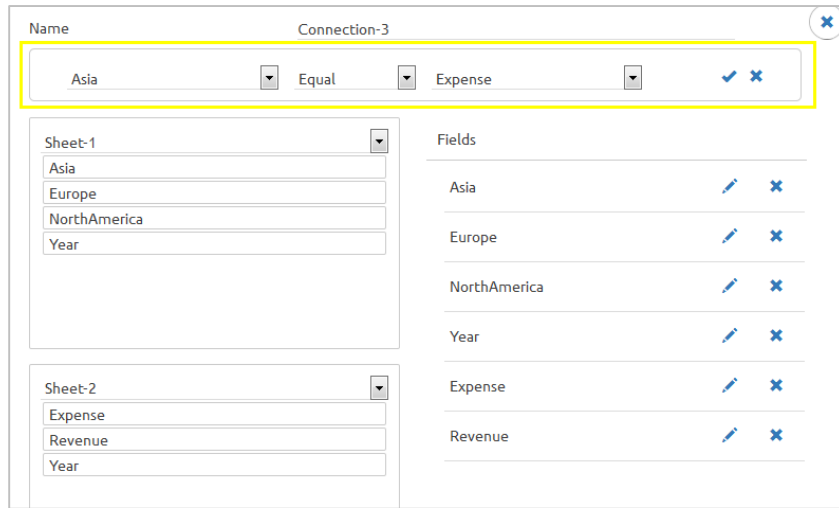 Name Connection-3
Asia Equal Expense
Sheet-1
Asia
Europe
NorthAmerica
Year
Sheet-2
Expense
Revenue
Year
Fields
Asia
Europe
NorthAmerica
Year
Expense
Revenue